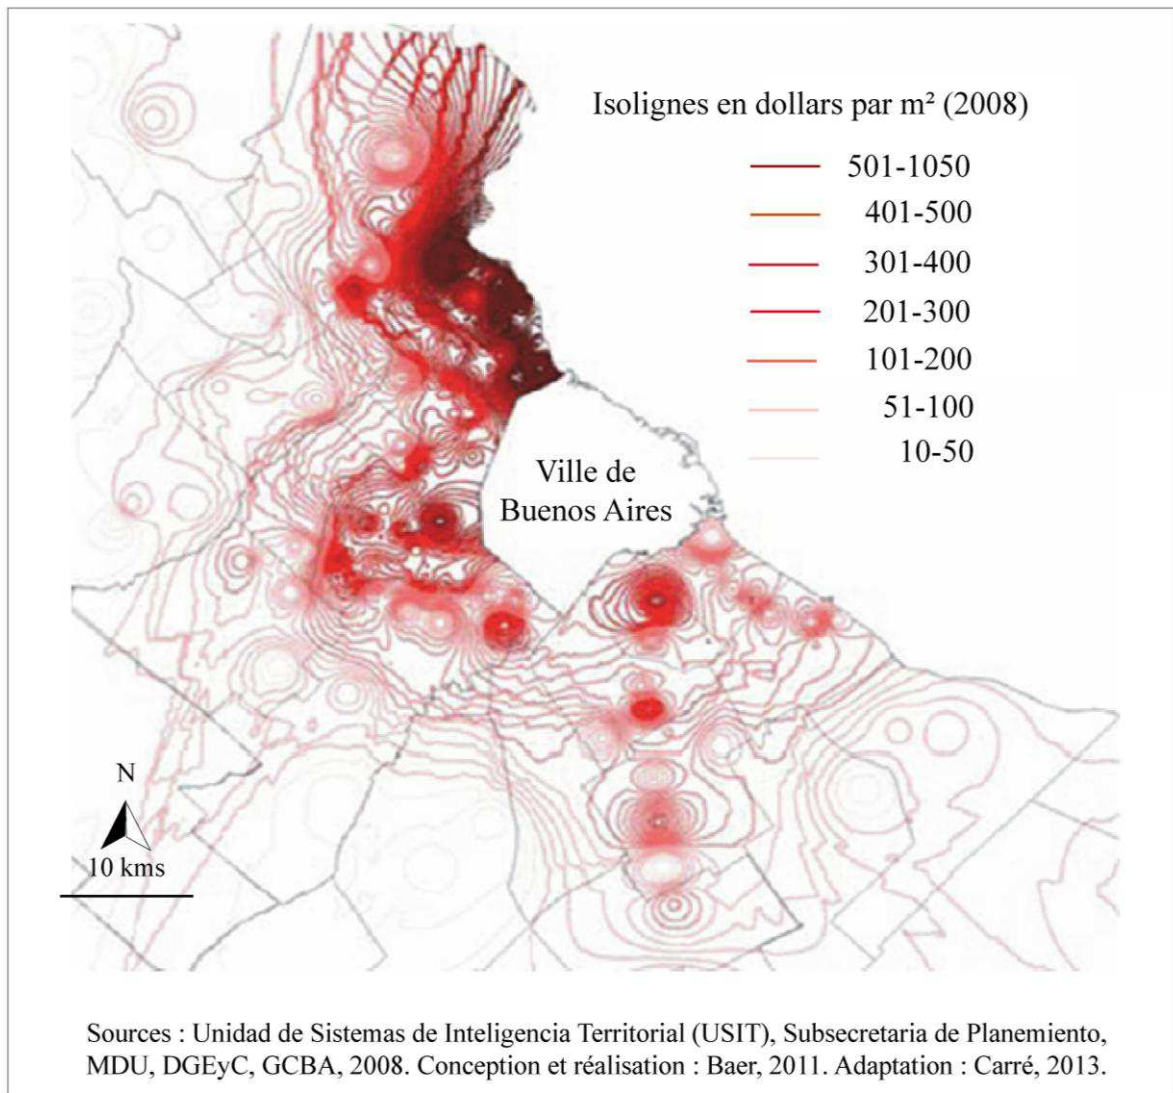 Isolignes en dollars par m² (2008)
501-1050
401-500
301-400
201-300
101-200
51-100
10-50
Ville de
Buenos Aires
N
10 kms
Sources : Unidad de Sistemas de Inteligencia Territorial (USIT), Subsecretaria de Planemiento,
MDU, DGEyC, GCBA, 2008. Conception et réalisation : Baer, 2011. Adaptation : Carré, 2013.